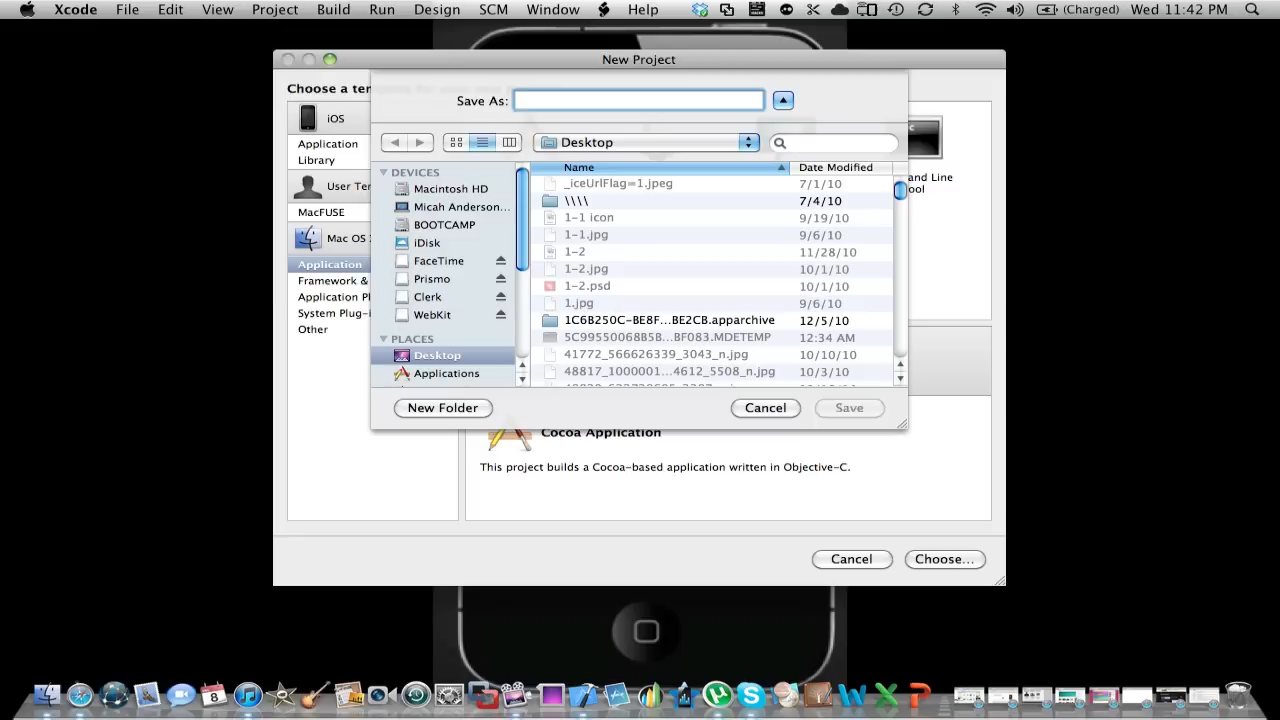 Xcode File Edit View Project Build Run Design SCM Window Help (Charged) Wed 11:42 PM
New Project
Choose a te
Save As:
iOS
Application
Library
User Ter
MacFUSE
Mac OS
Application
Framework &
Application Pl
System Plug-i
Other
Desktop
DEVICES
Macintosh HD
Micah Anderson...
BOOTCAMP
iDisk
FaceTime
Prismo
Clerk
WebKit
PLACES
Desktop
Applications
Name Date Modified
_iceUrlFlag=1.jpeg 7/1/10
\\\\ 7/4/10
1-1 icon 9/19/10
1-1.jpg 9/6/10
1-2 11/28/10
1-2.jpg 10/1/10
1-2.psd 10/1/10
1.jpg 9/6/10
1C6B250C-BE8F...BE2CB.apparchive 12/5/10
5C99550068B5B...BF083.MDETEMP 12:34 AM
41772_566626339_3043_n.jpg 10/10/10
48817_1000001...4612_5508_n.jpg 10/3/10
New Folder Cancel Save
and Line
ool
Cocoa Application
This project builds a Cocoa-based application written in Objective-C.
Cancel Choose...
8